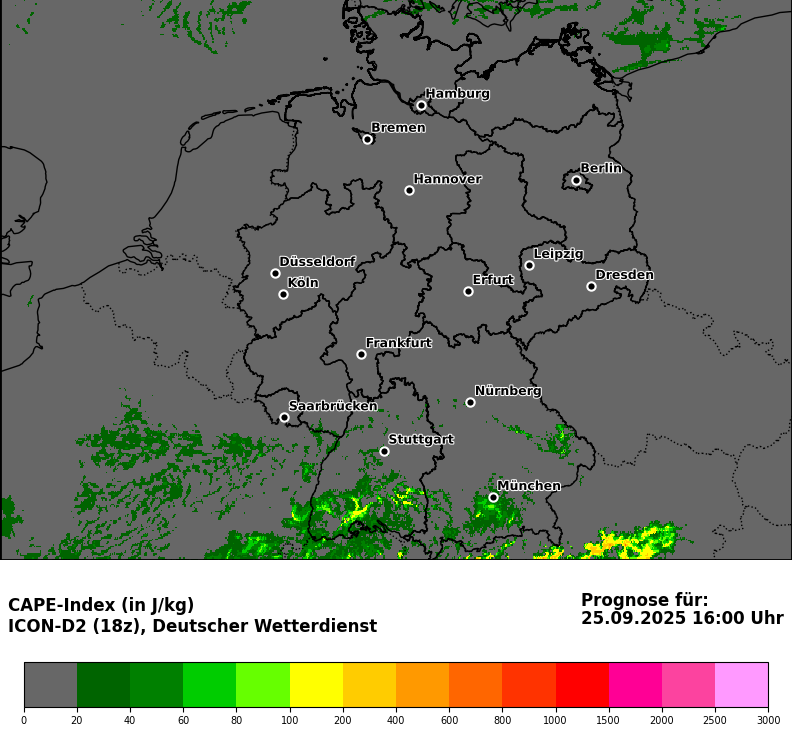 Hamburg
Bremen
Berlin
Hannover
Leipzig
Düsseldorf
Dresden
Köln
Erfurt
Frankfurt
Nürnberg
Saarbrücken
Stuttgart
München
CAPE-Index (in J/kg)
ICON-D2 (18z), Deutscher Wetterdienst
Prognose für:
25.09.2025 16:00 Uhr
0 20 40 60 80 100 200 400 600 800 1000 1500 2000 2500 3000